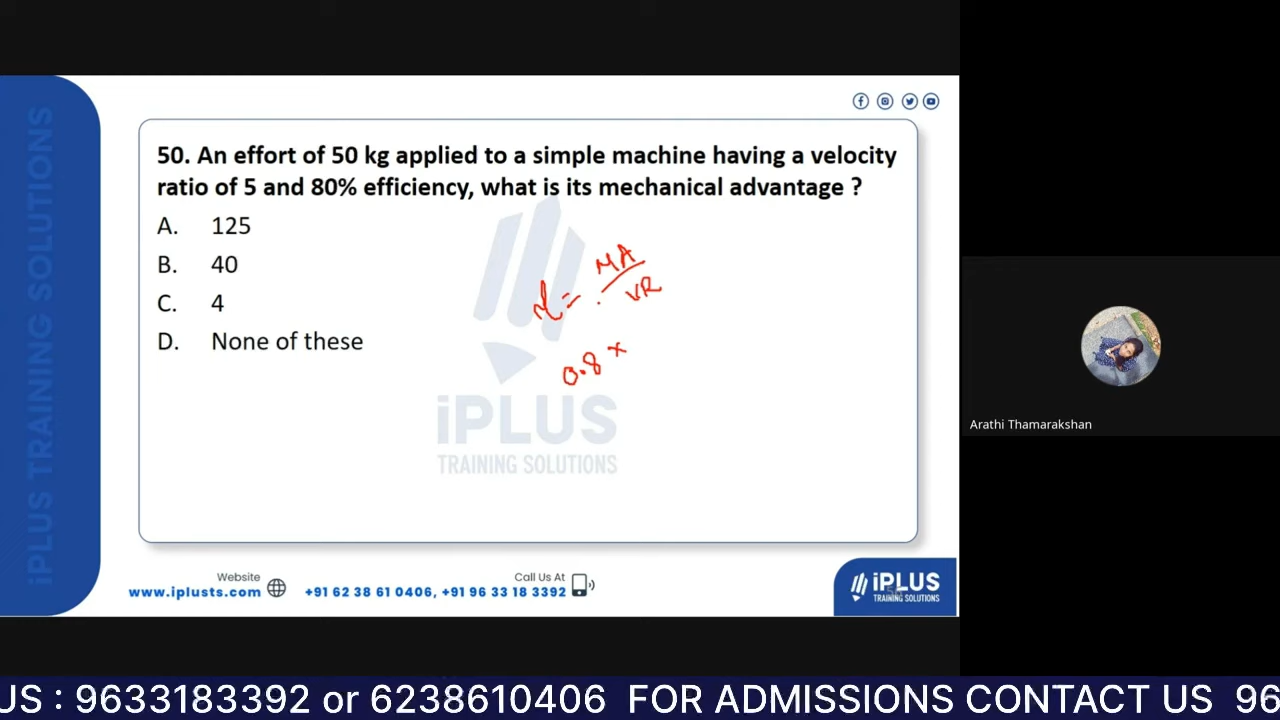 50. An effort of 50 kg applied to a simple machine having a velocity
ratio of 5 and 80% efficiency, what is its mechanical advantage ?
A. 125
B. 40
C. 4
D. None of these
η = MA
VR
0.8 ×
iPLUS
TRAINING SOLUTIONS
iPLUS TRAINING SOLUTIONS
Arathi Thamarakshan
Website
www.iplusts.com
Call Us At
+91 62 38 61 0406, +91 96 33 18 3392
iPLUS
TRAINING SOLUTIONS
US : 9633183392 or 6238610406 FOR ADMISSIONS CONTACT US 96